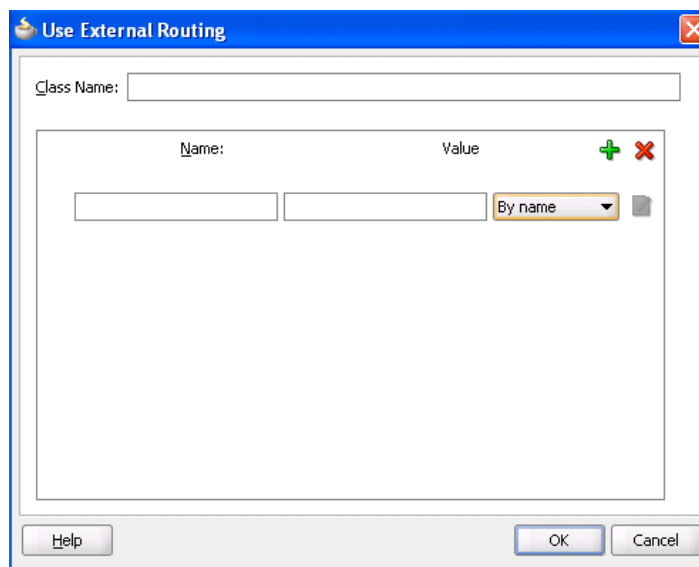 Use External Routing
Class Name:
Name: Value
By name
Help OK Cancel